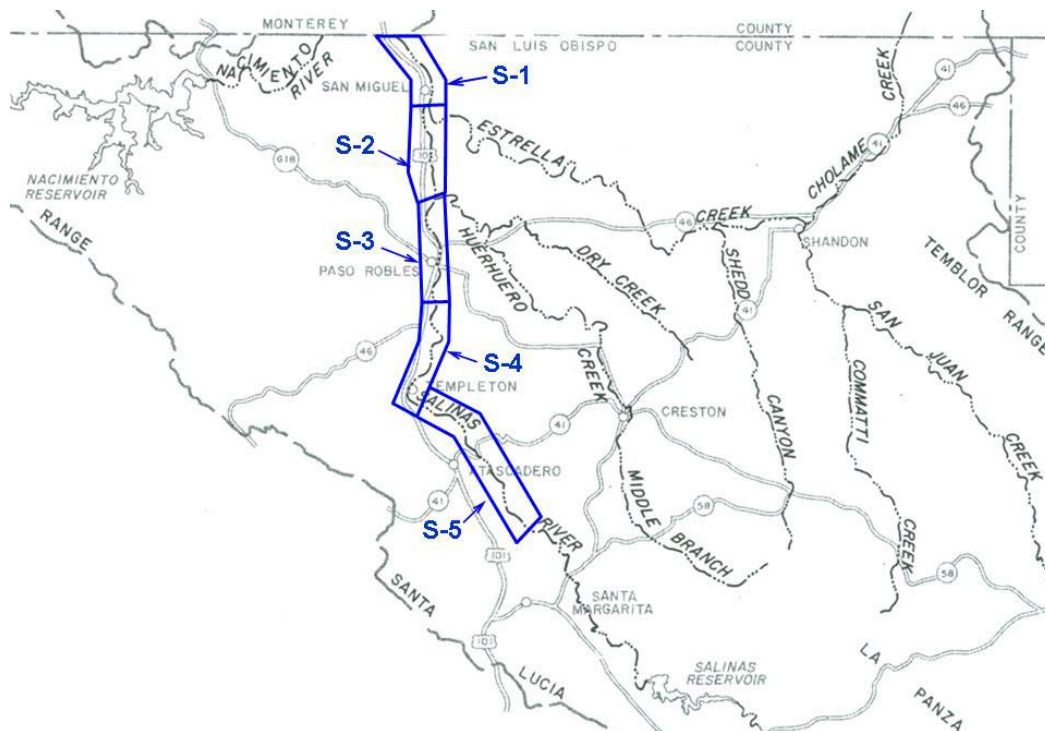 MONTEREY
COUNTY
SAN LUIS OBISPO
COUNTY
NACIMIENTO
RIVER
SAN MIGUEL
S-1
CREEK
41
46
41
CHOLAME
ESTRELLA
S-2
101
G18
NACIMIENTO
RESERVOIR
RANGE
46
CREEK
SHANDON
COUNTY
TEMBLOR
RANGE
S-3
PASO ROBLES
HUERHUERO
DRY CREEK
SHEDD
41
SAN
JUAN
CREEK
46
S-4
TEMPLETON
SALINAS
CREEK
CRESTON
CANYON
COMMATTI
CREEK
41
ATASCADERO
41
S-5
RIVER
MIDDLE
BRANCH
58
58
101
SANTA
MARGARITA
SANTA
LUCIA
101
SALINAS
RESERVOIR
LA
PANZA